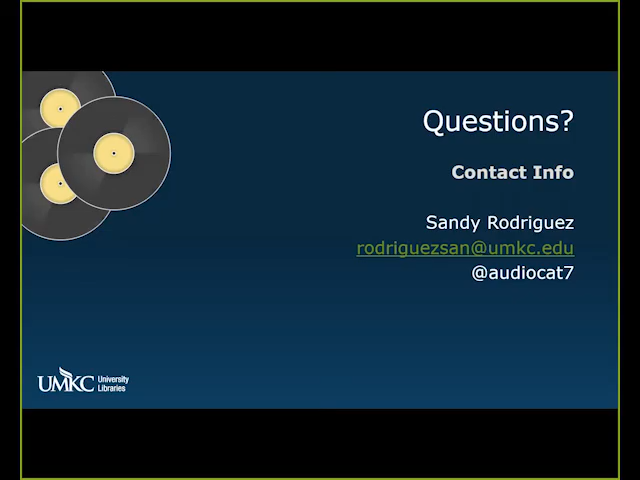 Questions?
Contact Info
Sandy Rodriguez
rodriguezsan@umkc.edu
@audiocat7
UMKC University
Libraries